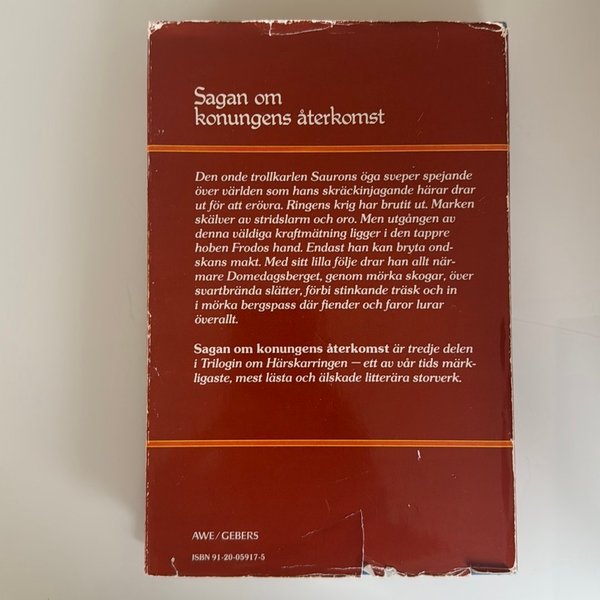 Sagan om
konungens återkomst
Den onde trollkarlen Saurons öga sveper spejande
över världen som hans skräckinjagande härar drar
ut för att erövra. Ringens krig har brutit ut. Marken
skälver av stridslarm och oro. Men utgången av
denna väldiga kraftmätning ligger i den tappre
hoben Frodos hand. Endast han kan bryta ond-
skans makt. Med sitt lilla följe drar han allt när-
mare Domedagsberget, genom mörka skogar, över
svartbrända slätter, förbi stinkande träsk och in
i mörka bergspass där fiender och faror lurar
överallt.
Sagan om konungens återkomst är tredje delen
i Trilogin om Härskarringen — ett av vår tids märk-
ligaste, mest lästa och älskade litterära storverk.
AWE/GEBERS
ISBN 91-20-05917-5